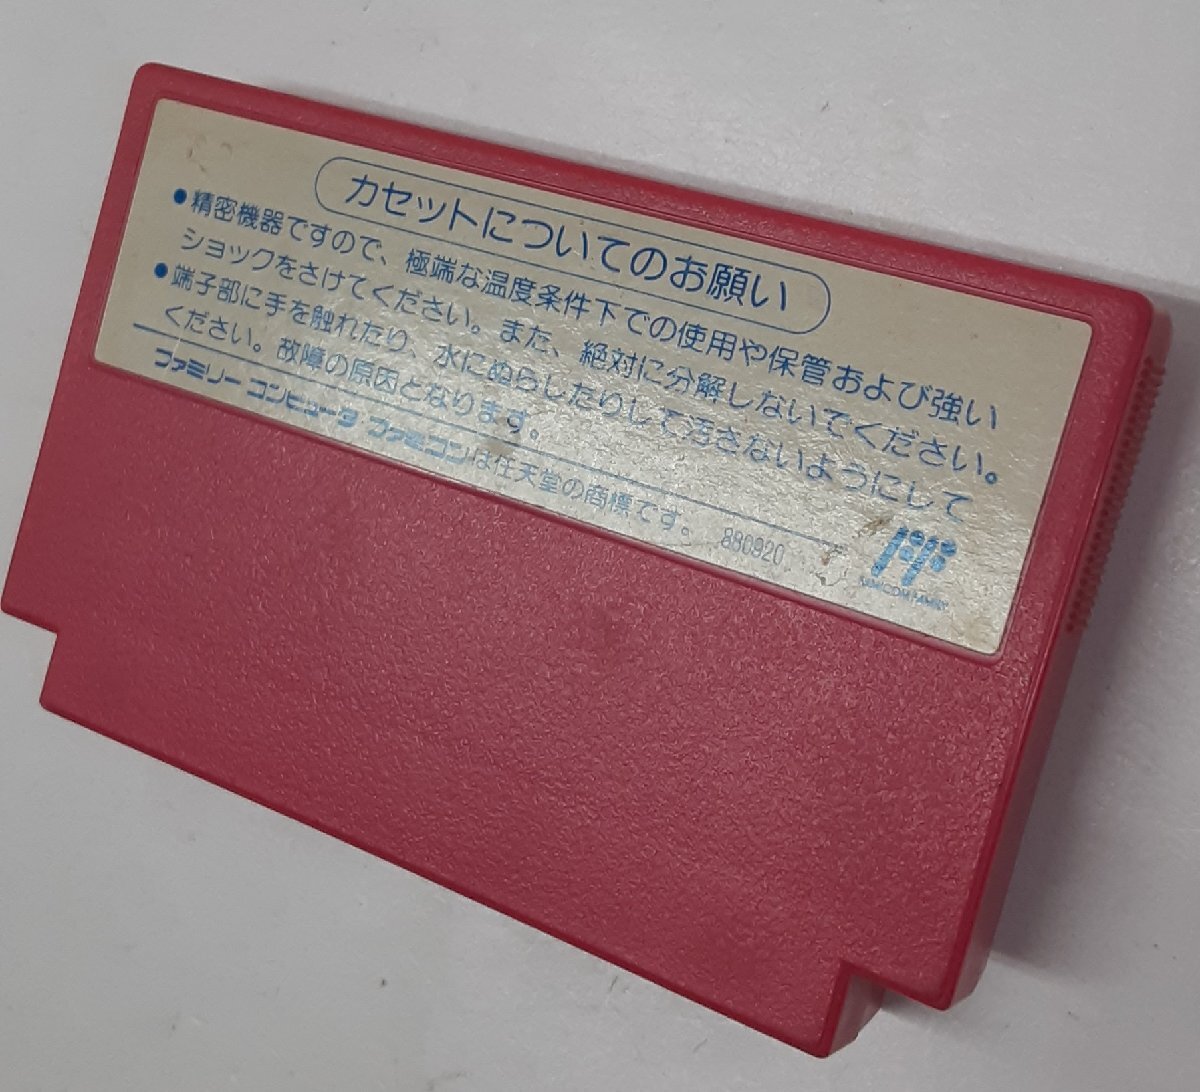 カセットについてのお願い
●精密機器ですので、極端な温度条件下での使用や保管および強い
ショックをさけてください。また、絶対に分解しないでください。
●端子部に手を触れたり、水にぬらしたりして汚さないようにして
ください。故障の原因となります。
ファミリー コンピュータ ファミコンは任天堂の商標です。 880920
FAMICOM FAMILY